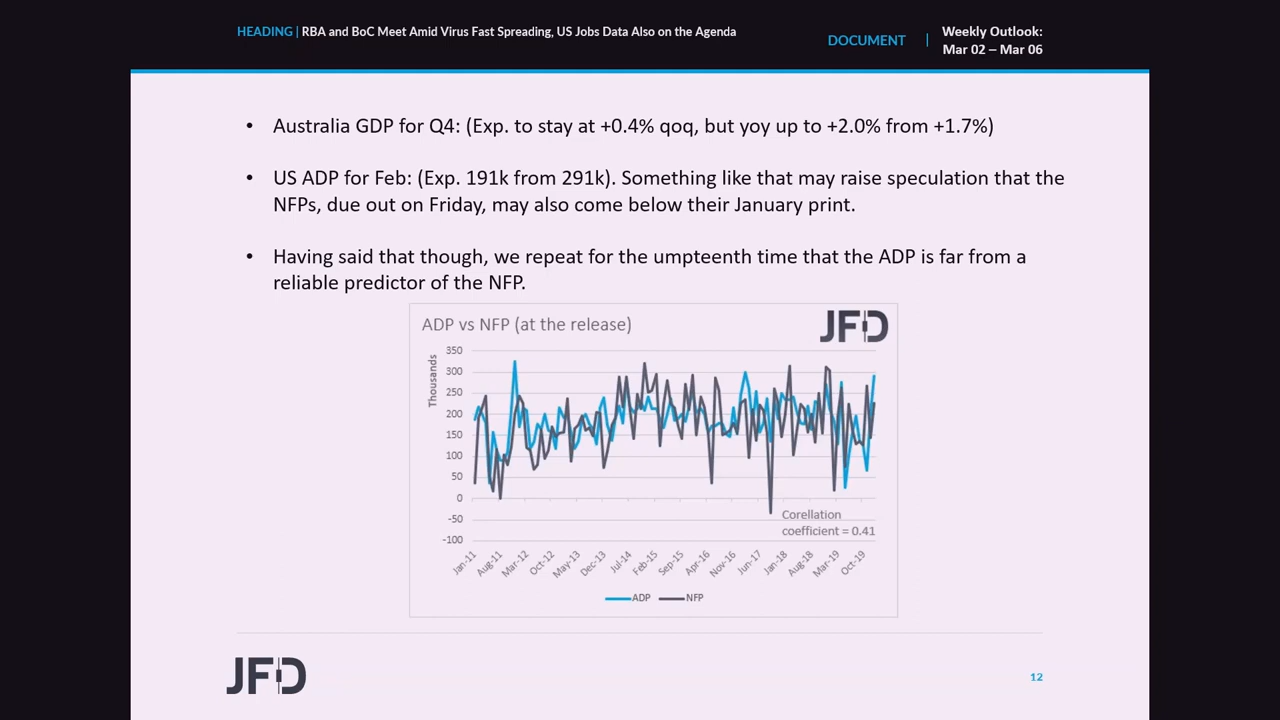 HEADING | RBA and BoC Meet Amid Virus Fast Spreading, US Jobs Data Also on the Agenda
DOCUMENT | Weekly Outlook:
Mar 02 – Mar 06
• Australia GDP for Q4: (Exp. to stay at +0.4% qoq, but yoy up to +2.0% from +1.7%)
• US ADP for Feb: (Exp. 191k from 291k). Something like that may raise speculation that the
NFPs, due out on Friday, may also come below their January print.
• Having said that though, we repeat for the umpteenth time that the ADP is far from a
reliable predictor of the NFP.
ADP vs NFP (at the release)
JFD
Thousands
350
300
250
200
150
100
50
0
-50
-100
Corellation
coefficient = 0.41
Jan-11 Aug-11 Mar-12 Oct-12 May-13 Dec-13 Jul-14 Feb-15 Sep-15 Apr-16 Nov-16 Jun-17 Jan-18 Aug-18 Mar-19 Oct-19
ADP NFP
JFD
12